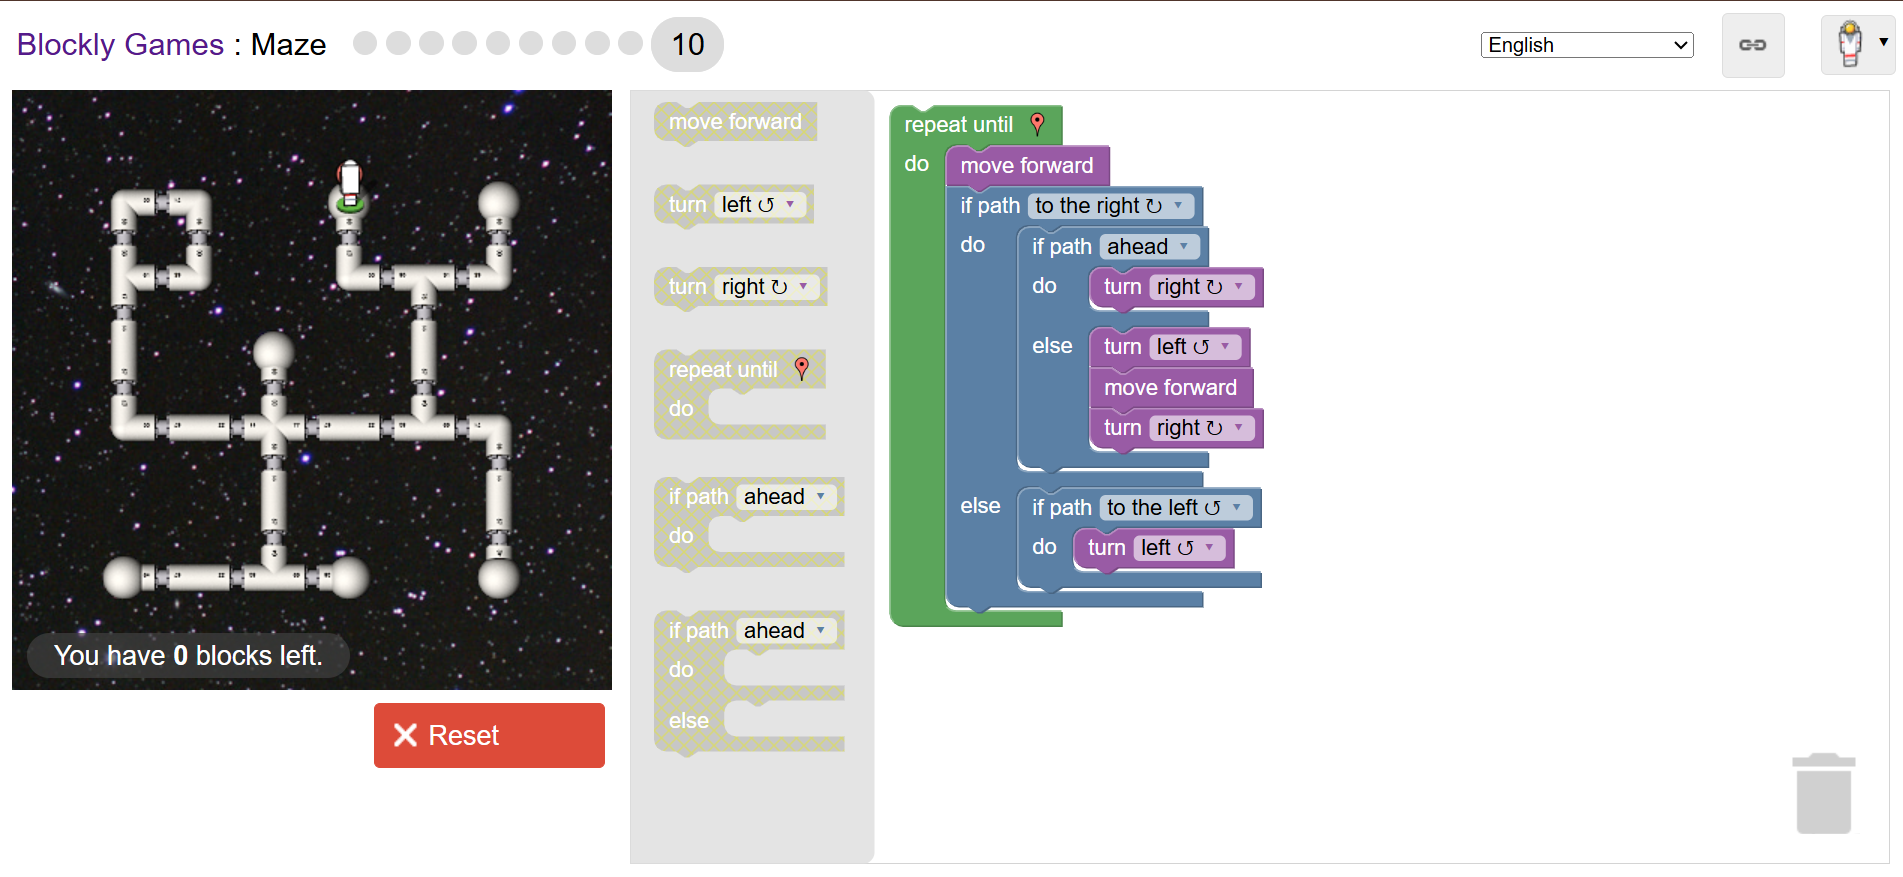 Blockly Games : Maze
10
English
You have 0 blocks left.
Reset
move forward
turn left ↺
turn right ↻
repeat until
do
if path ahead
do
if path ahead
do
else
repeat until
do
move forward
if path to the right ↻
do
if path ahead
do
turn right ↻
else
turn left ↺
move forward
turn right ↻
else
if path to the left ↺
do
turn left ↺